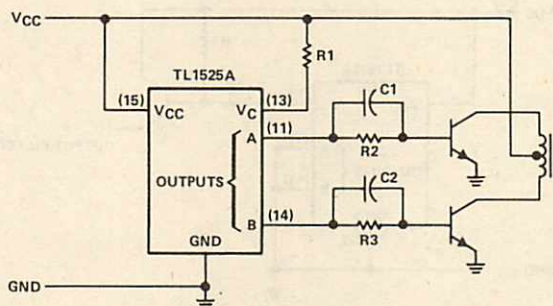 VCC
R1
TL1525A
(15)
(13)
VCC
VC
C1
A
(11)
R2
OUTPUTS
C2
B
(14)
R3
GND
GND